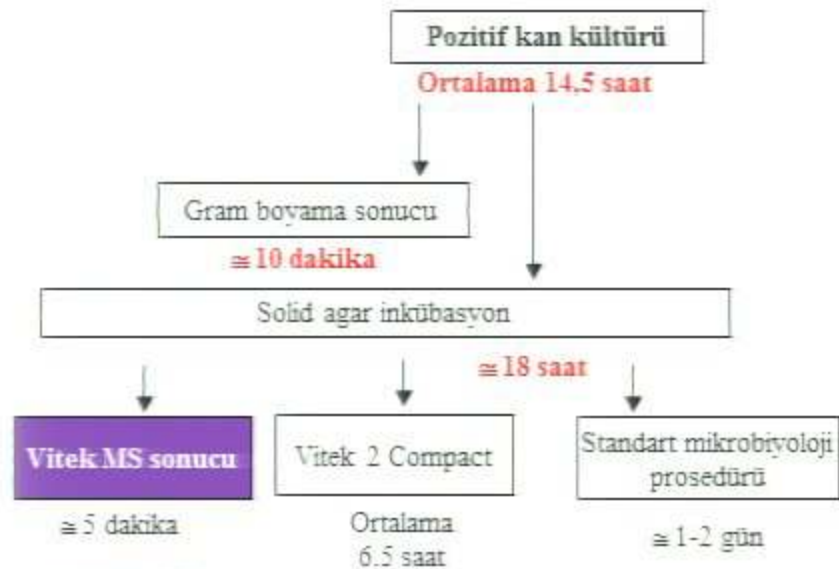 Pozitif kan kültürü
Ortalama 14,5 saat
Gram boyama sonucu
≅ 10 dakika
Solid agar inkübasyon
≅ 18 saat
Vitek MS sonucu
≅ 5 dakika
Vitek 2 Compact
Ortalama
6.5 saat
Standart mikrobiyoloji
prosedürü
≅ 1-2 gün